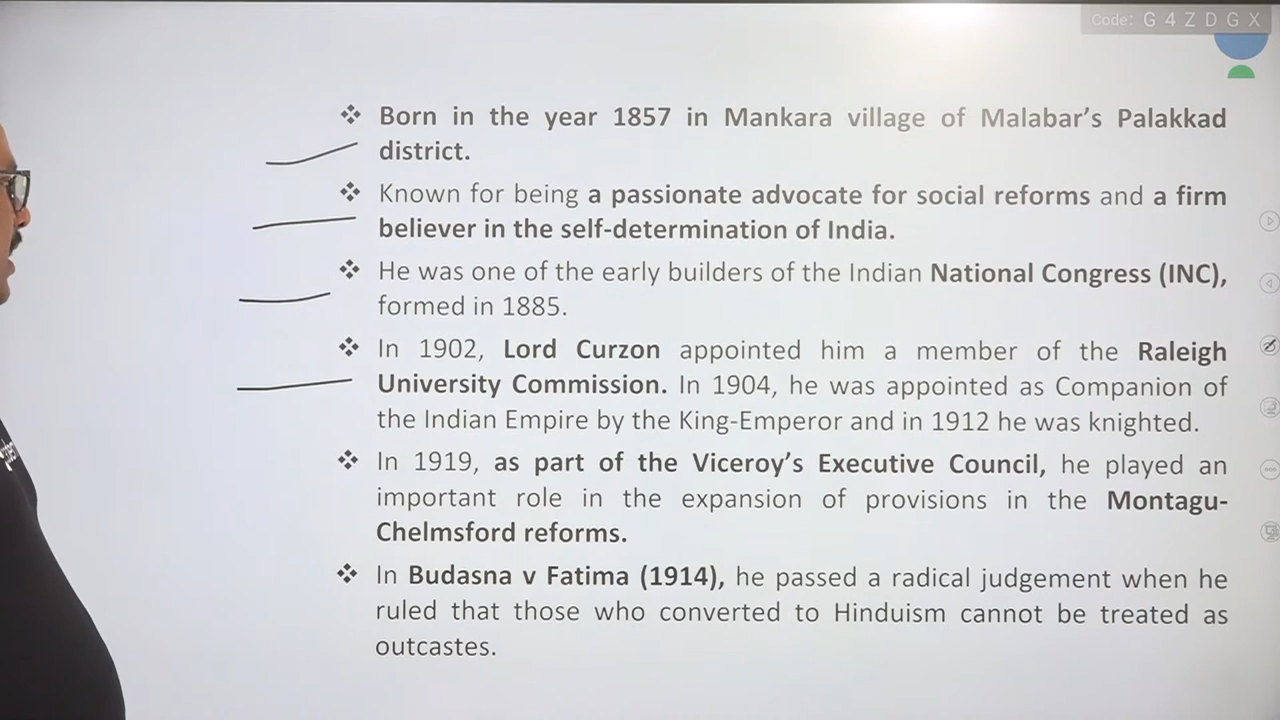 Code: G 4 Z D G X
❖ Born in the year 1857 in Mankara village of Malabar’s Palakkad
district.
❖ Known for being a passionate advocate for social reforms and a firm
believer in the self-determination of India.
❖ He was one of the early builders of the Indian National Congress (INC),
formed in 1885.
❖ In 1902, Lord Curzon appointed him a member of the Raleigh
University Commission. In 1904, he was appointed as Companion of
the Indian Empire by the King-Emperor and in 1912 he was knighted.
❖ In 1919, as part of the Viceroy’s Executive Council, he played an
important role in the expansion of provisions in the Montagu-
Chelmsford reforms.
❖ In Budasna v Fatima (1914), he passed a radical judgement when he
ruled that those who converted to Hinduism cannot be treated as
outcastes.